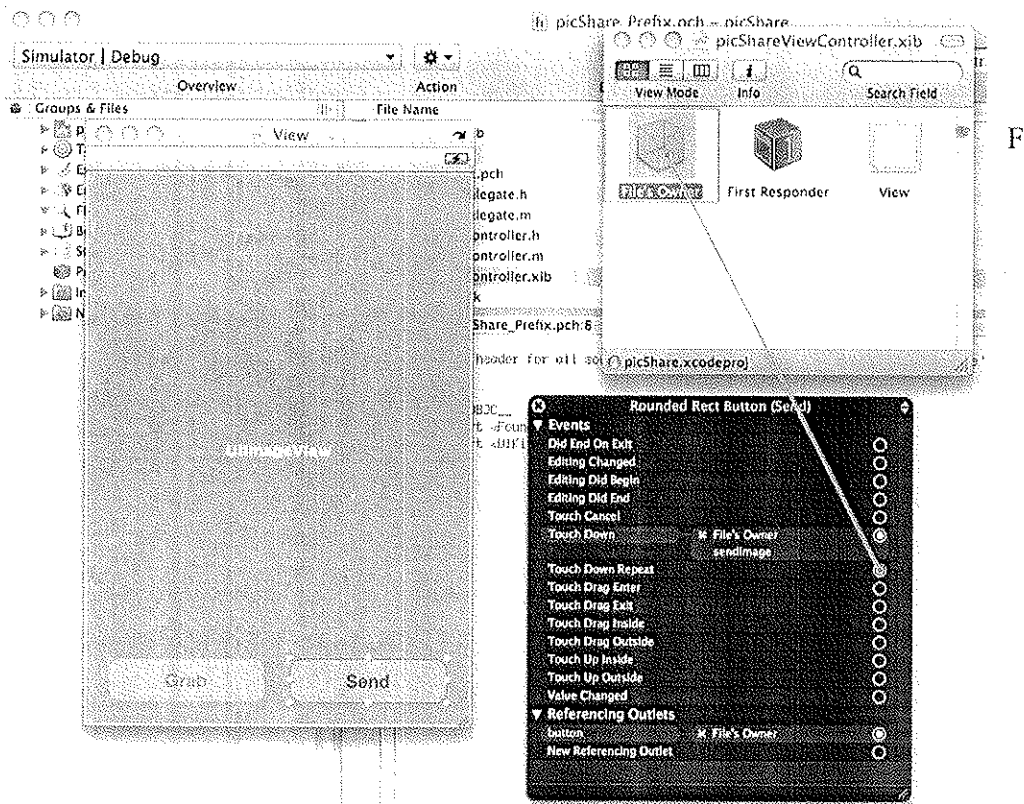 picShare_Prefix.pch – picShare
Simulator | Debug
Overview
Action
Groups & Files
File Name
View
.pch
legate.h
legate.m
ontroller.h
ontroller.m
ontroller.xib
k
Share_Prefix.pch:6
header for all
UIImageView
Grab
Send
picShareViewController.xib
View Mode
Info
Search Field
File's Owner
First Responder
View
picShare.xcodeproj
F
Rounded Rect Button (Send)
Events
Did End On Exit
Editing Changed
Editing Did Begin
Editing Did End
Touch Cancel
Touch Down
File's Owner
sendImage
Touch Down Repeat
Touch Drag Enter
Touch Drag Exit
Touch Drag Inside
Touch Drag Outside
Touch Up Inside
Touch Up Outside
Value Changed
Referencing Outlets
button
File's Owner
New Referencing Outlet